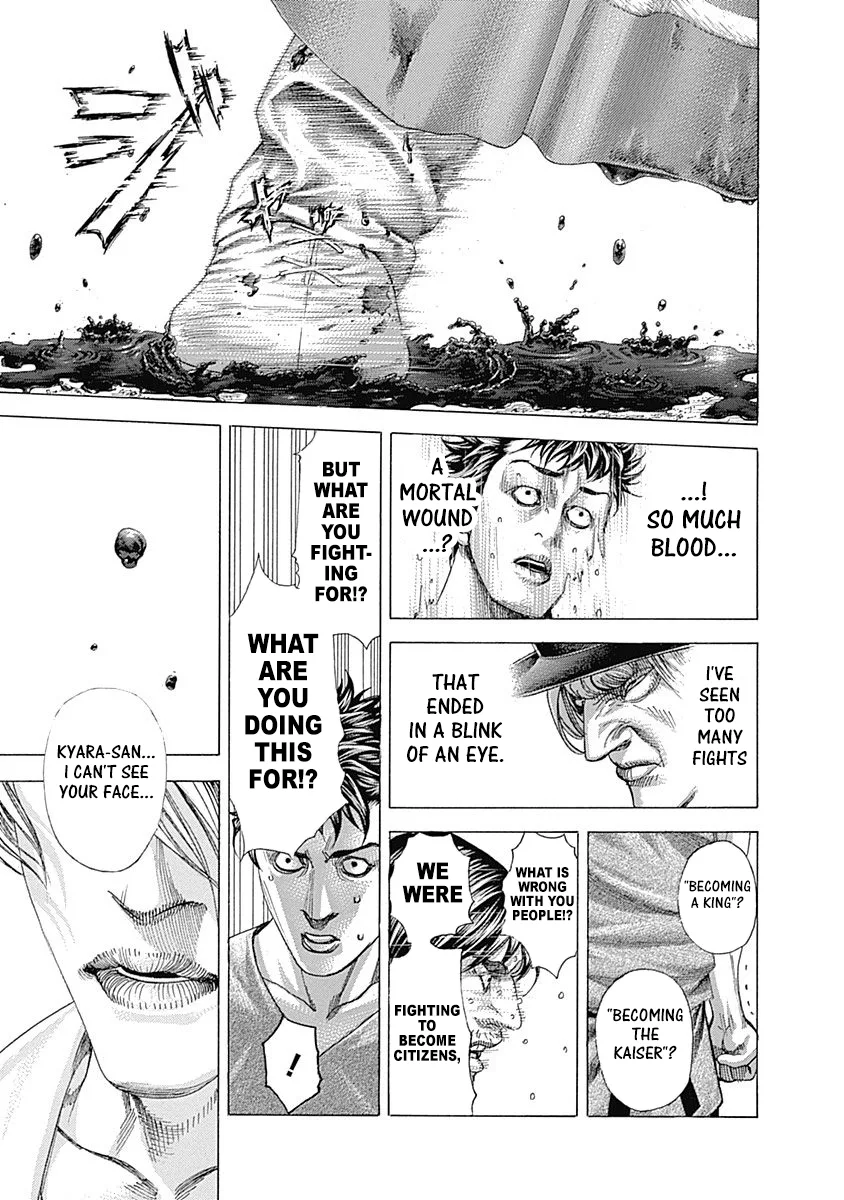 ...!
SO MUCH
BLOOD...
A
MORTAL
WOUND
...?
I'VE
SEEN
TOO
MANY
FIGHTS
THAT
ENDED
IN A BLINK
OF AN EYE.
"BECOMING
A KING"?
"BECOMING
THE
KAISER"?
WHAT IS
WRONG
WITH YOU
PEOPLE!?
WE
WERE
FIGHTING
TO
BECOME
CITIZENS,
BUT
WHAT
ARE
YOU
FIGHT-
ING
FOR!?
WHAT
ARE
YOU
DOING
THIS
FOR!?
!
KYARA-SAN...
I CAN'T SEE
YOUR FACE...